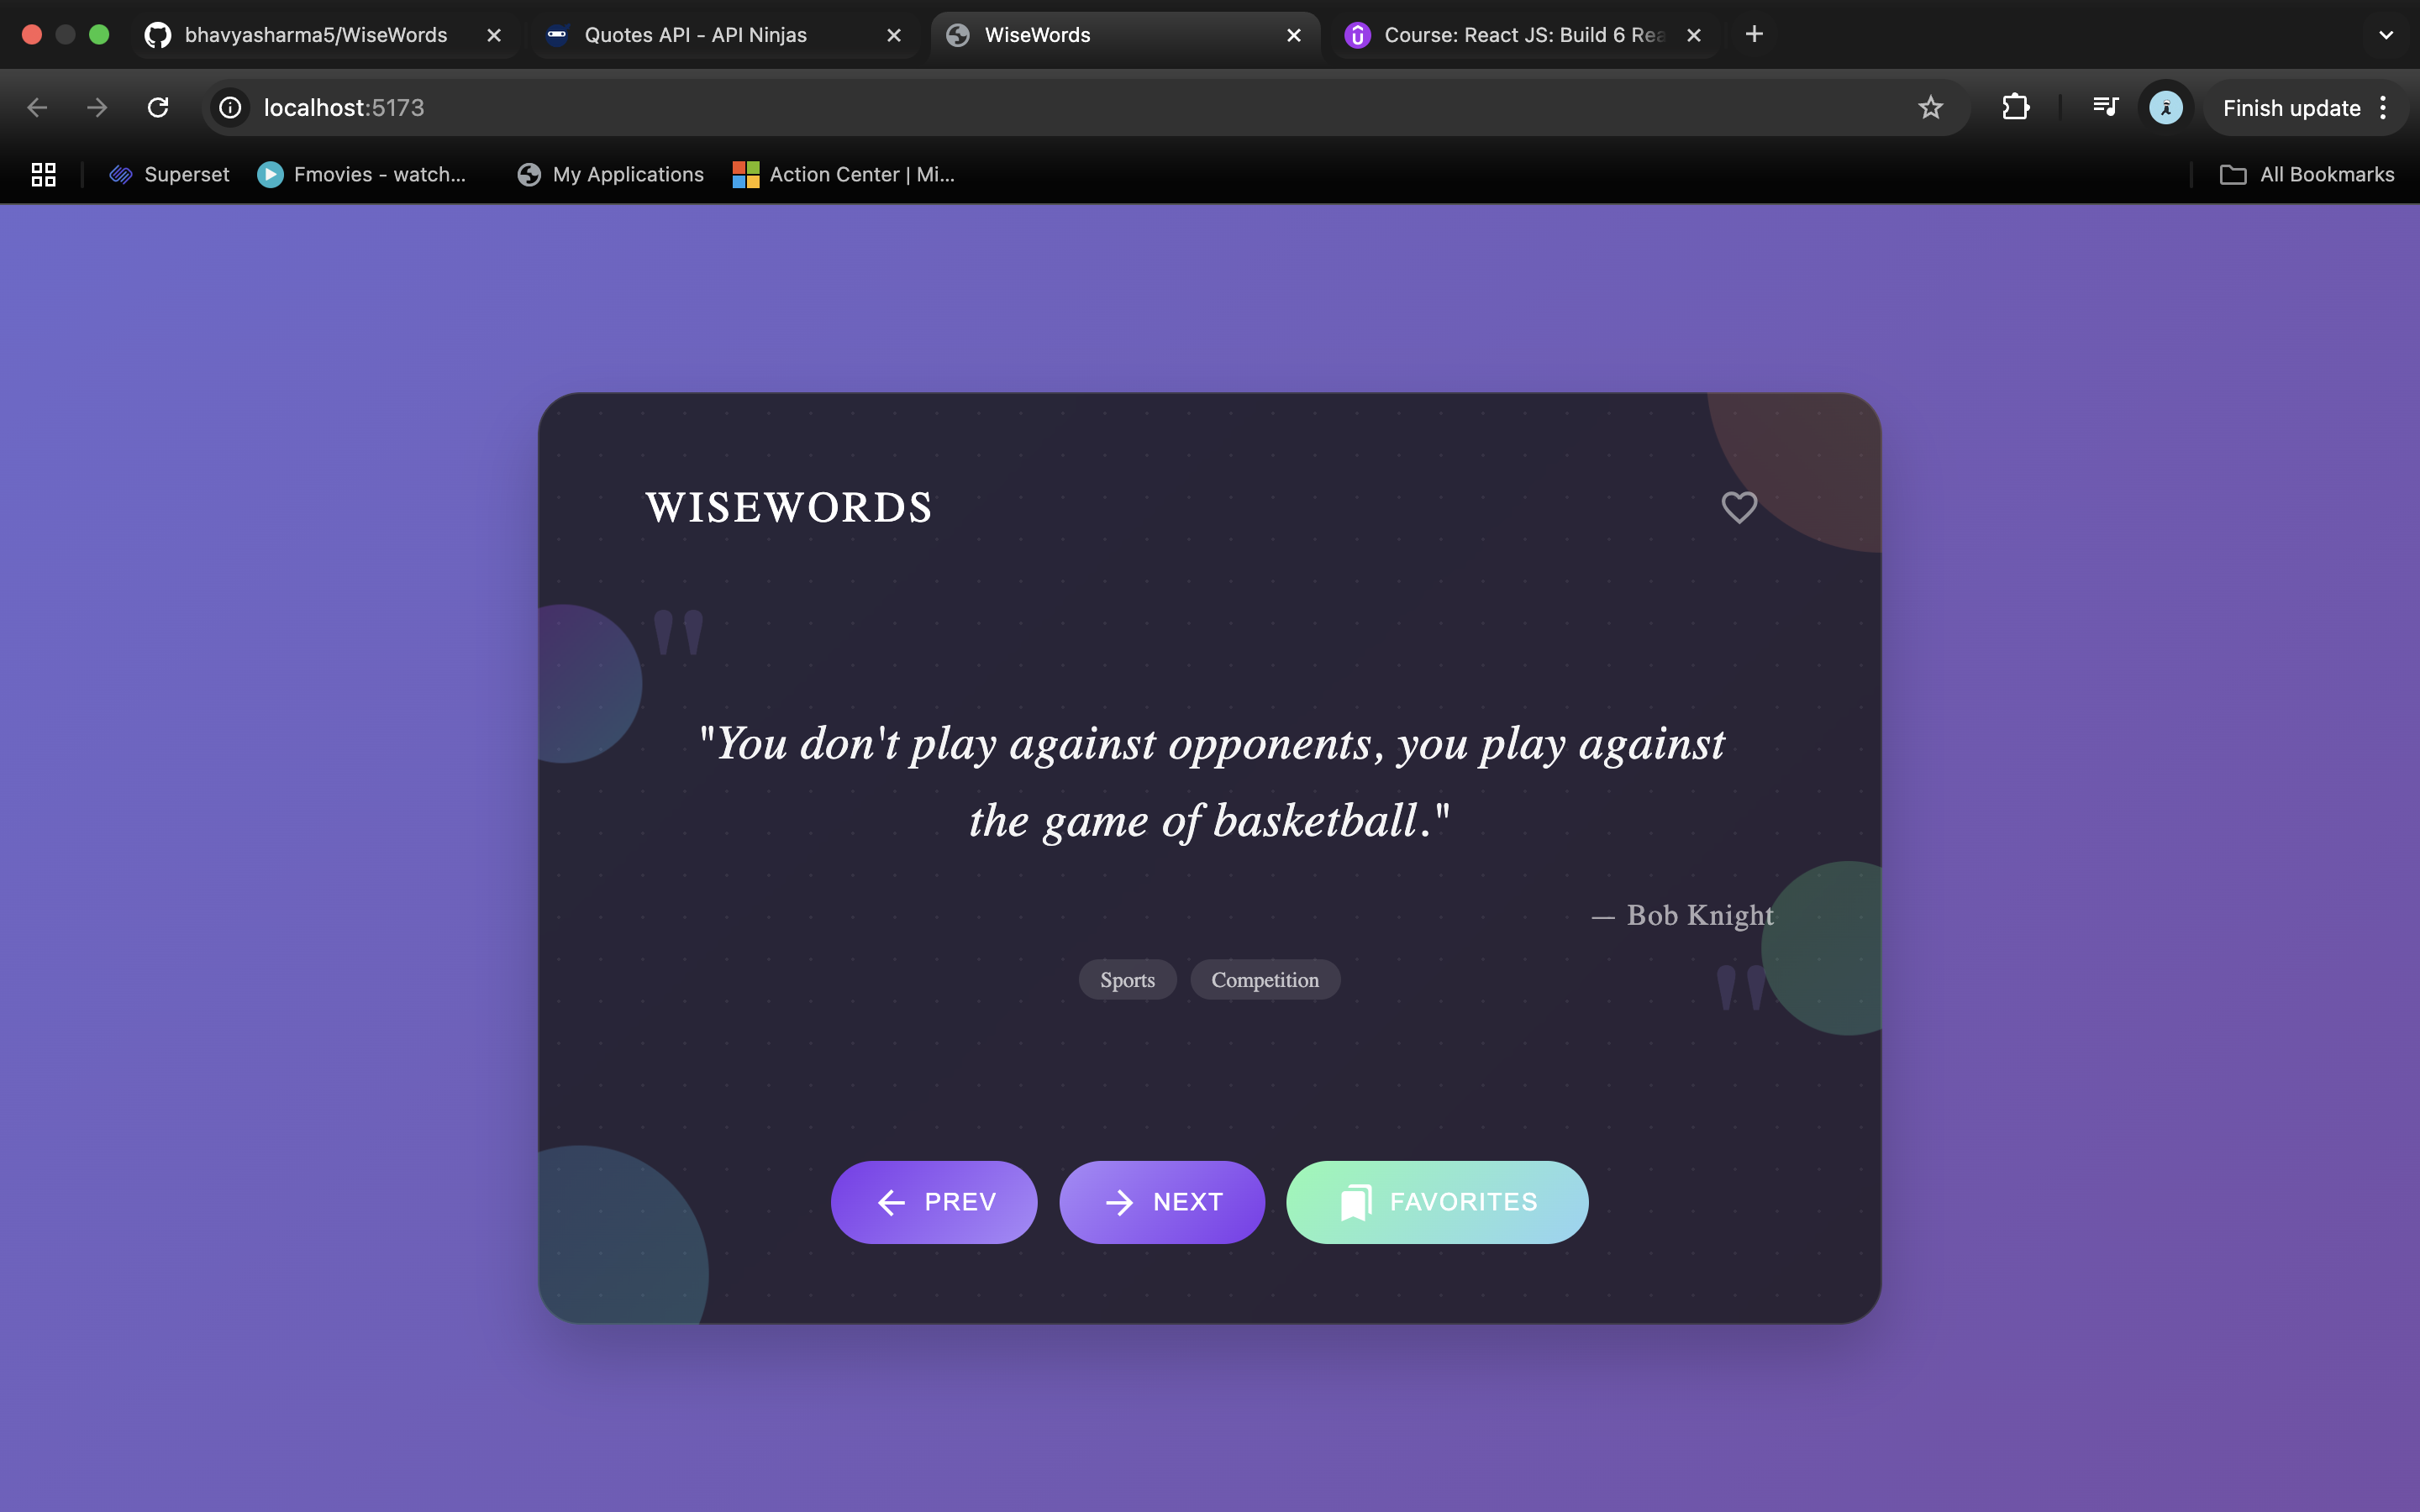 bhavyasharma5/WiseWords
Quotes API - API Ninjas
WiseWords
Course: React JS: Build 6 Rea
localhost:5173
Finish update
Superset
Fmovies - watch...
My Applications
Action Center | Mi...
All Bookmarks
WISEWORDS
"
"You don't play against opponents, you play against
the game of basketball."
— Bob Knight
Sports
Competition
"
PREV
NEXT
FAVORITES